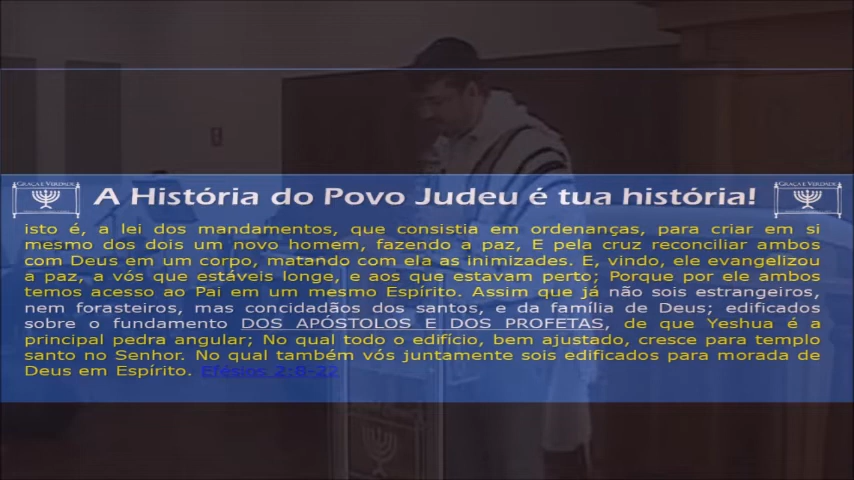 GRAÇA E VERDADE
A História do Povo Judeu é tua história!
GRAÇA E VERDADE
isto é, a lei dos mandamentos, que consistia em ordenanças, para criar em si
mesmo dos dois um novo homem, fazendo a paz, E pela cruz reconciliar ambos
com Deus em um corpo, matando com ela as inimizades. E, vindo, ele evangelizou
a paz, a vós que estáveis longe, e aos que estavam perto; Porque por ele ambos
temos acesso ao Pai em um mesmo Espírito. Assim que já não sois estrangeiros,
nem forasteiros, mas concidadãos dos santos, e da família de Deus; edificados
sobre o fundamento DOS APÓSTOLOS E DOS PROFETAS, de que Yeshua é a
principal pedra angular; No qual todo o edifício, bem ajustado, cresce para templo
santo no Senhor. No qual também vós juntamente sois edificados para morada de
Deus em Espírito. Efésios 2:8-22